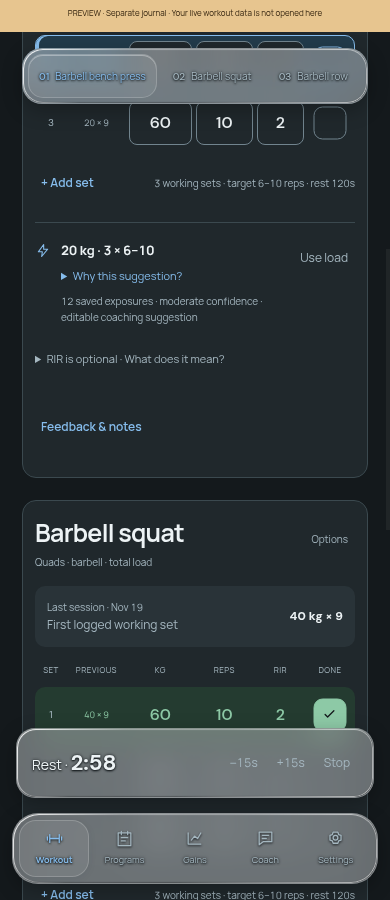 PREVIEW · Separate journal · Your live workout data is not opened here
01 Barbell bench press 02 Barbell squat 03 Barbell row
3 20 × 9 60 10 2
+ Add set 3 working sets · target 6–10 reps · rest 120s
20 kg · 3 × 6–10
Use load
Why this suggestion?
12 saved exposures · moderate confidence ·
editable coaching suggestion
RIR is optional · What does it mean?
Feedback & notes
Barbell squat
Options
Quads · barbell · total load
Last session · Nov 19
First logged working set
40 kg × 9
SET PREVIOUS KG REPS RIR DONE
1 40 × 9 60 10 2
Rest · 2:58 −15s +15s Stop
Workout Programs Gains Coach Settings
+ Add set 3 working sets · target 6–10 reps · rest 120s